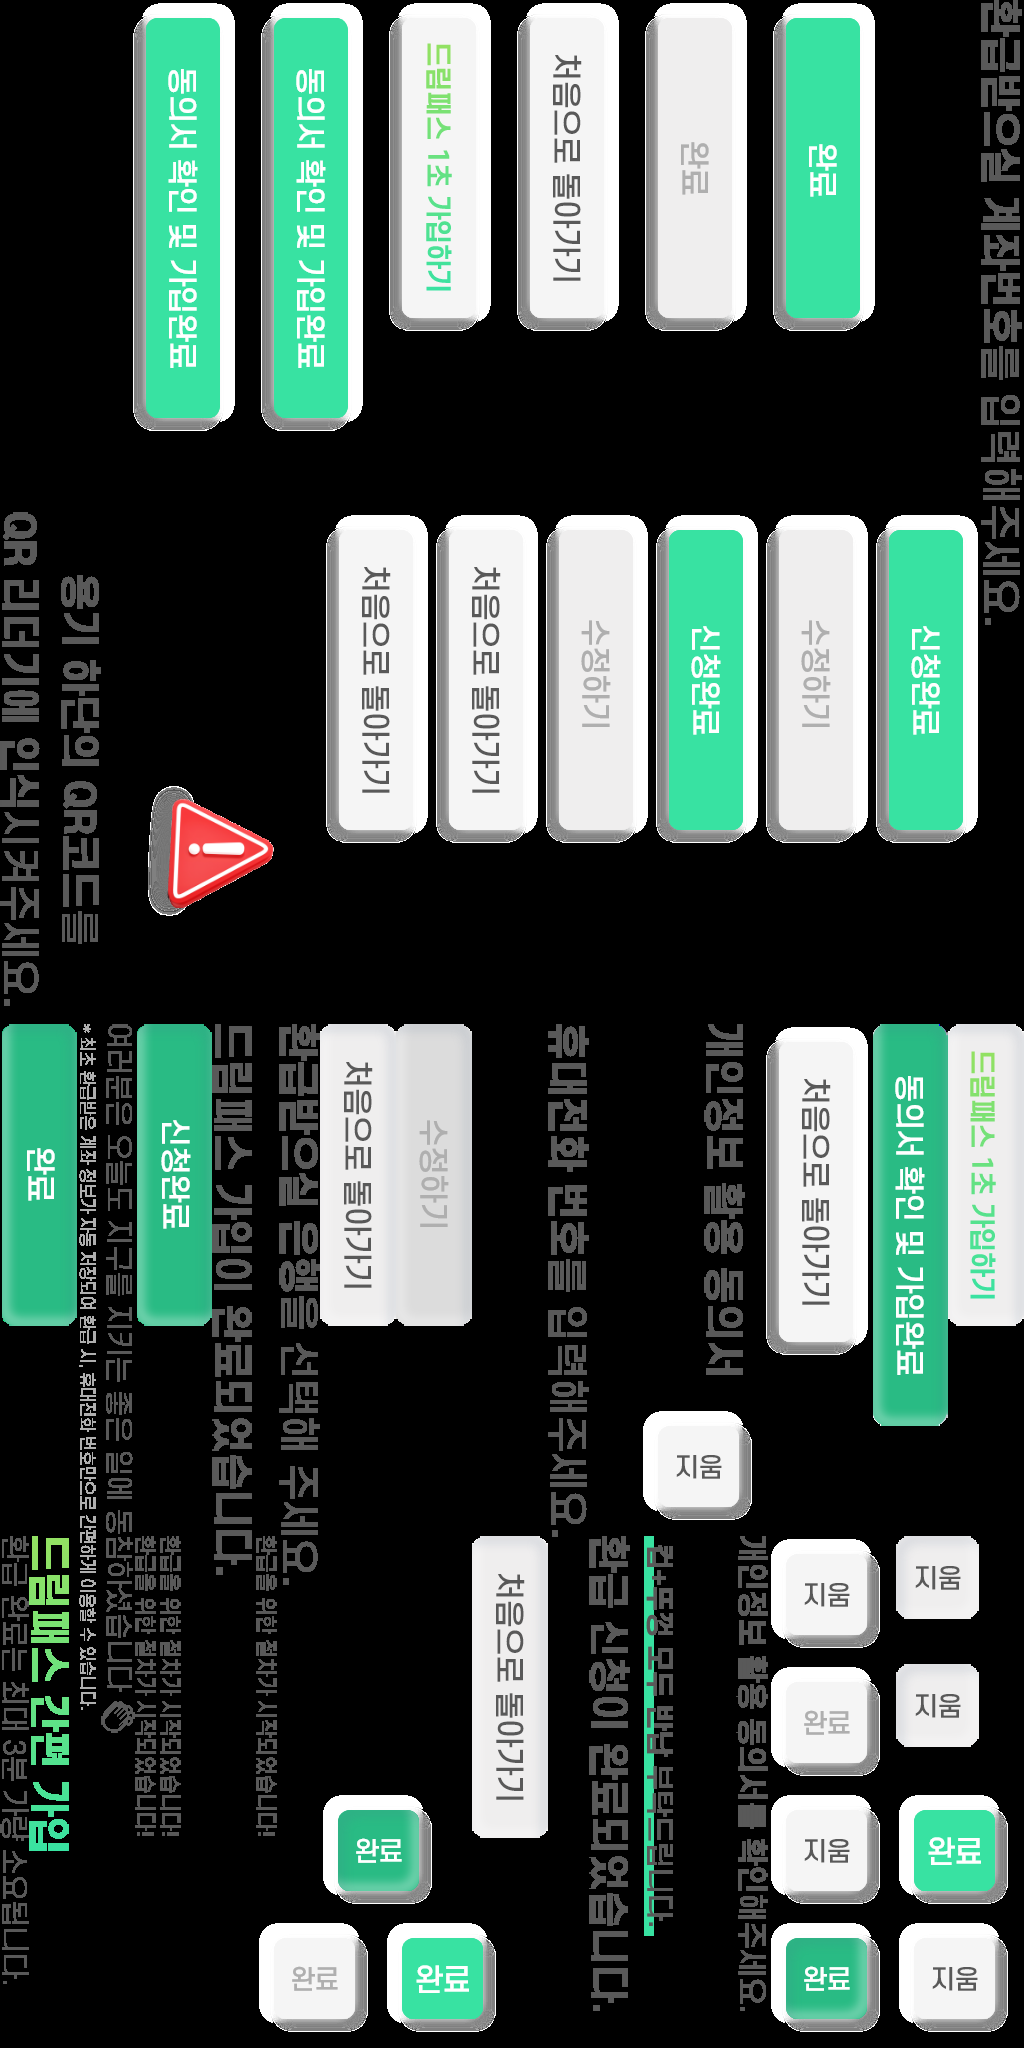 환급받으실 계좌번호를 입력해주세요.
완료
완료
처음으로 돌아가기
드림패스 1초 가입하기
동의서 확인 및 가입완료
동의서 확인 및 가입완료
신청완료
수정하기
신청완료
수정하기
처음으로 돌아가기
처음으로 돌아가기
용기 하단의 QR코드를
QR 리더기에 인식시켜주세요.
드림패스 1초 가입하기
동의서 확인 및 가입완료
처음으로 돌아가기
개인정보 활용 동의서
휴대전화 번호를 입력해주세요.
수정하기
처음으로 돌아가기
환급받으실 은행을 선택해 주세요.
드림패스 가입이 완료되었습니다.
신청완료
여러분은 오늘도 지구를 지키는 좋은 일에 동참하셨습니다
* 최초 환급받은 계좌 정보가 자동 저장되어 환급 시, 휴대전화 번호만으로 간편하게 이용할 수 있습니다.
완료
지움
지움
지움
개인정보 활용 동의서를 확인해주세요.
컵+뚜껑 모두 반납 부탁드립니다.
환급 신청이 완료되었습니다.
처음으로 돌아가기
환급을 위한 절차가 시작되었습니다!
환급을 위한 절차가 시작되었습니다!
환급을 위한 절차가 시작되었습니다!
드림패스 간편 가입
환급 완료는 최대 3분 가량 소요됩니다.
완료
지움
지움
완료
완료
완료
완료
완료
지움